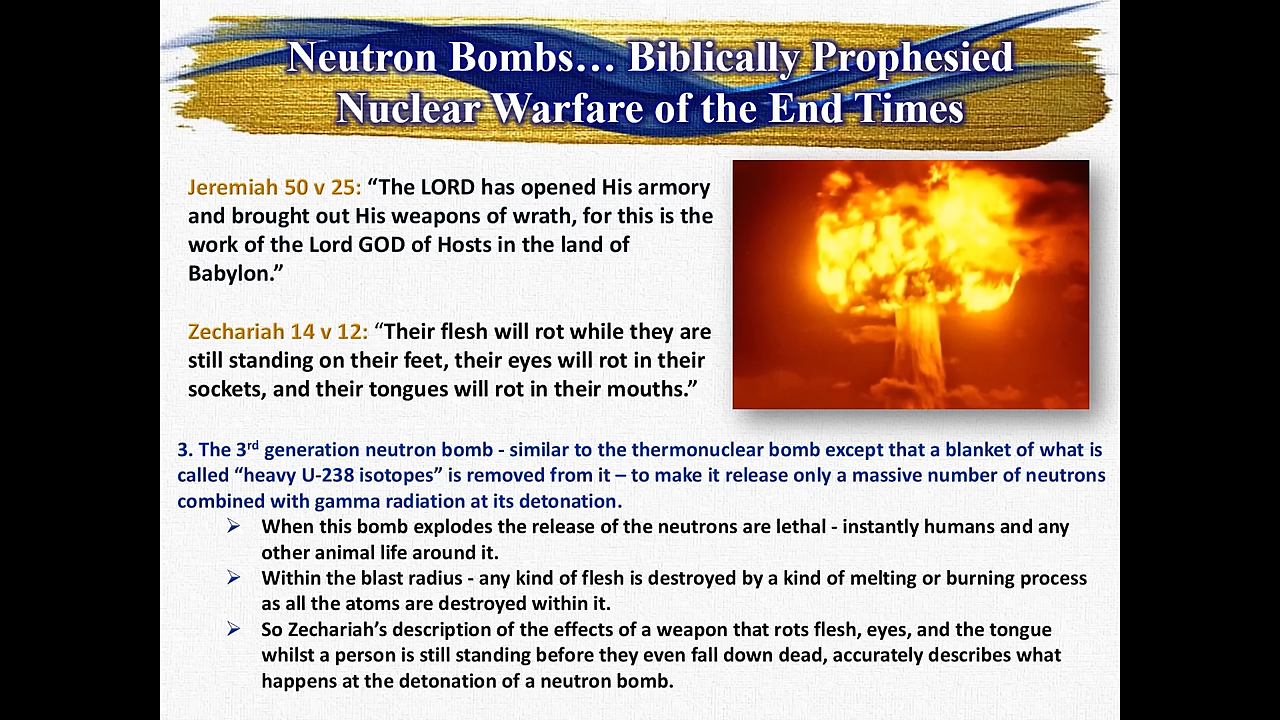 Neutron Bombs… Biblically Prophesied
Nuclear Warfare of the End Times
Jeremiah 50 v 25: “The LORD has opened His armory
and brought out His weapons of wrath, for this is the
work of the Lord GOD of Hosts in the land of
Babylon.”
Zechariah 14 v 12: “Their flesh will rot while they are
still standing on their feet, their eyes will rot in their
sockets, and their tongues will rot in their mouths.”
3. The 3rd generation neutron bomb - similar to the thermonuclear bomb except that a blanket of what is
called “heavy U-238 isotopes” is removed from it – to make it release only a massive number of neutrons
combined with gamma radiation at its detonation.
➢ When this bomb explodes the release of the neutrons are lethal - instantly humans and any
other animal life around it.
➢ Within the blast radius - any kind of flesh is destroyed by a kind of melting or burning process
as all the atoms are destroyed within it.
➢ So Zechariah’s description of the effects of a weapon that rots flesh, eyes, and the tongue
whilst a person is still standing before they even fall down dead, accurately describes what
happens at the detonation of a neutron bomb.